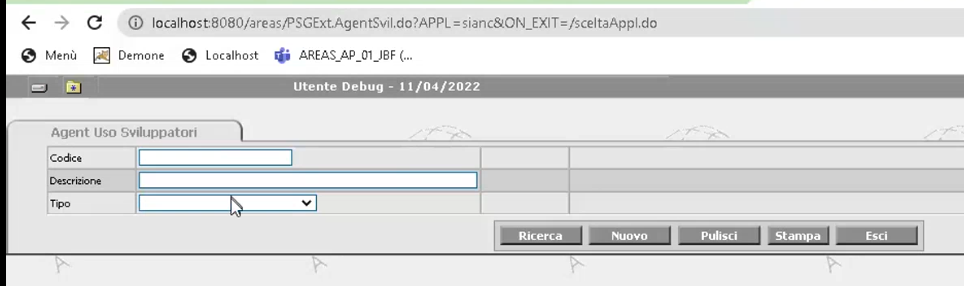 localhost:8080/areas/PSGExt.AgentSvil.do?APPL=sianc&ON_EXIT=/sceltaAppl.do
Menù Demone Localhost AREAS_AP_01_JBF (...
Utente Debug - 11/04/2022
Agent Uso Sviluppatori
Codice
Descrizione
Tipo
Ricerca Nuovo Pulisci Stampa Esci